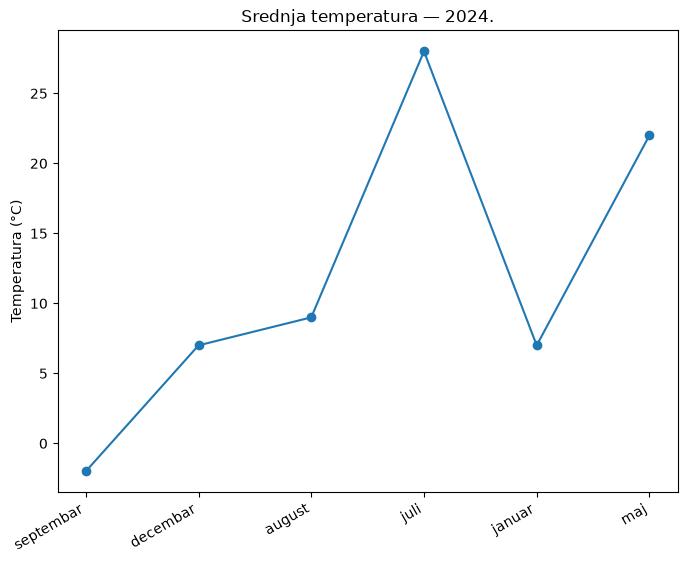 Srednja temperatura — 2024.
Temperatura (°C)
25
20
15
10
5
0
septembar
decembar
august
juli
januar
maj